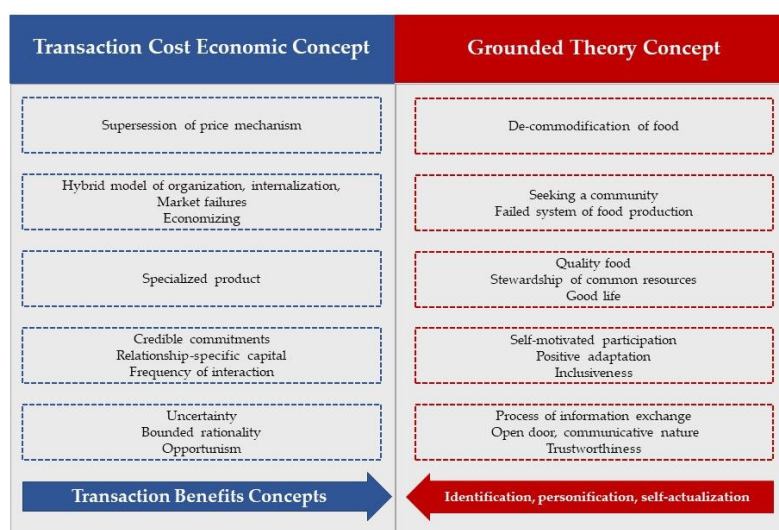 Transaction Cost Economic Concept
Grounded Theory Concept
Supersession of price mechanism
De-commodification of food
Hybrid model of organization, internalization,
Market failures
Economizing
Seeking a community
Failed system of food production
Specialized product
Quality food
Stewardship of common resources
Good life
Credible commitments
Relationship-specific capital
Frequency of interaction
Self-motivated participation
Positive adaptation
Inclusiveness
Uncertainty
Bounded rationality
Opportunism
Process of information exchange
Open door, communicative nature
Trustworthiness
Transaction Benefits Concepts
Identification, personification, self-actualization